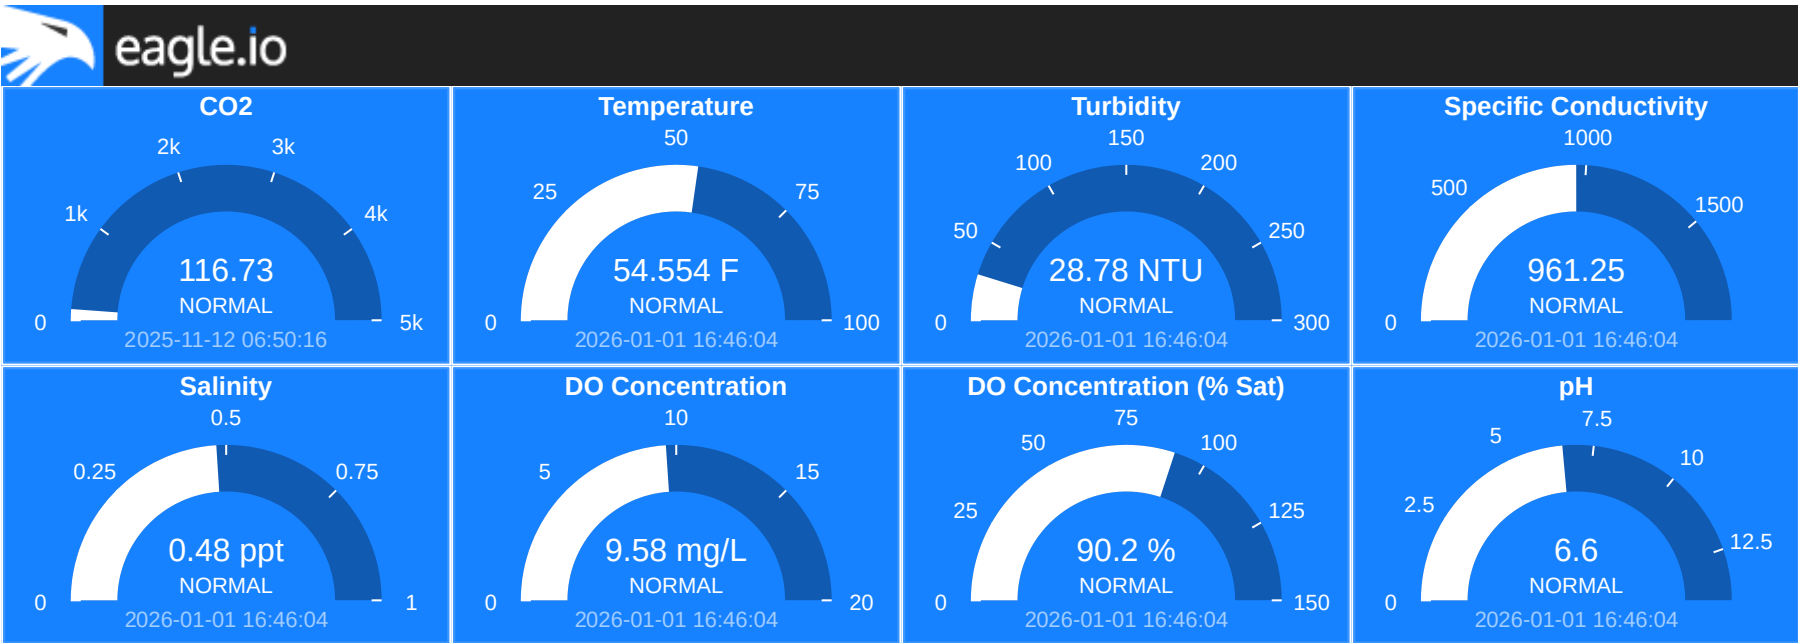 eagle.io
CO2
0
1k
2k
3k
4k
5k
116.73
NORMAL
2025-11-12 06:50:16
Temperature
0
25
50
75
100
54.554 F
NORMAL
2026-01-01 16:46:04
Turbidity
0
50
100
150
200
250
300
28.78 NTU
NORMAL
2026-01-01 16:46:04
Specific Conductivity
0
500
1000
1500
961.25
NORMAL
2026-01-01 16:46:04
Salinity
0
0.25
0.5
0.75
1
0.48 ppt
NORMAL
2026-01-01 16:46:04
DO Concentration
0
5
10
15
20
9.58 mg/L
NORMAL
2026-01-01 16:46:04
DO Concentration (% Sat)
0
25
50
75
100
125
150
90.2 %
NORMAL
2026-01-01 16:46:04
pH
0
2.5
5
7.5
10
12.5
6.6
NORMAL
2026-01-01 16:46:04